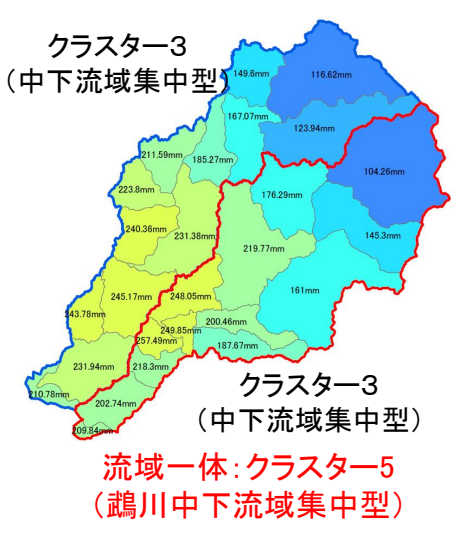 クラスター3
（中下流域集中型）
149.6mm
116.62mm
167.07mm
123.94mm
211.59mm
185.27mm
104.26mm
223.8mm
176.29mm
240.36mm
231.38mm
145.3mm
219.77mm
245.17mm
248.05mm
161mm
243.78mm
200.46mm
249.85mm
257.49mm
187.67mm
231.94mm
218.3mm
210.78mm
202.74mm
209.84mm
クラスター3
（中下流域集中型）
流域一体：クラスター5
（鵡川中下流域集中型）